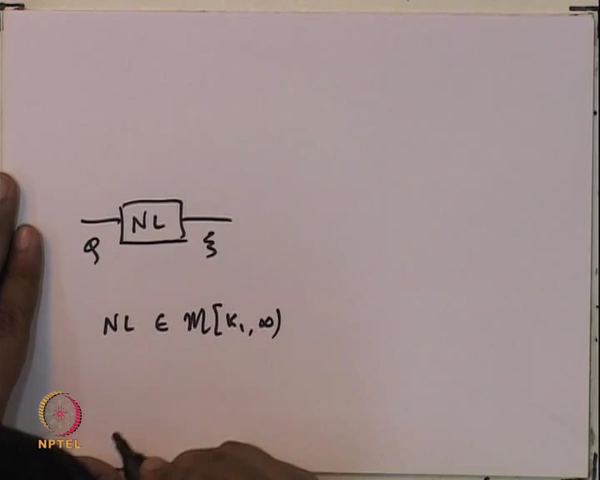 NL
φ ξ
NL ∈ M[K₁, ∞)
NPTEL